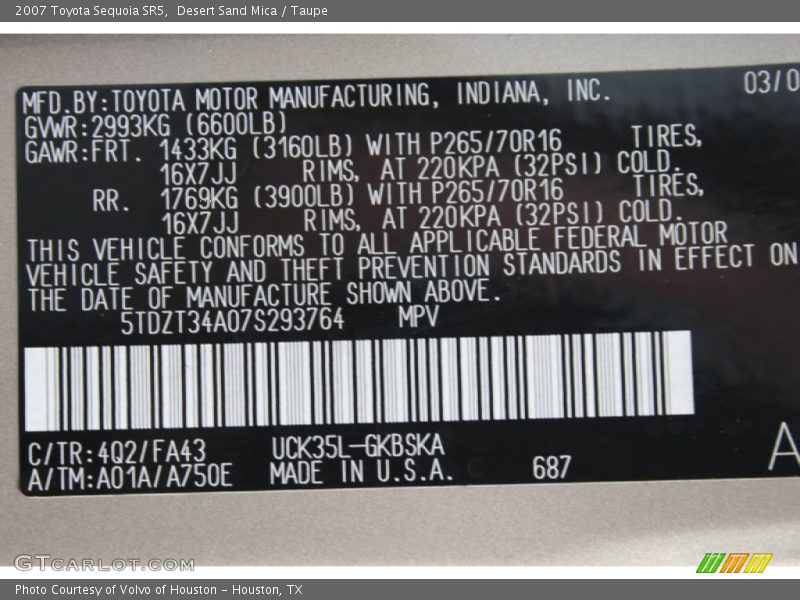 2007 Toyota Sequoia SR5,  Desert Sand Mica / Taupe
MFD.BY:TOYOTA MOTOR MANUFACTURING, INDIANA, INC. 03/0
GVWR:2993KG (6600LB)
GAWR:FRT. 1433KG (3160LB) WITH P265/70R16 TIRES,
16X7JJ RIMS, AT 220KPA (32PSI) COLD.
RR. 1769KG (3900LB) WITH P265/70R16 TIRES,
16X7JJ RIMS, AT 220KPA (32PSI) COLD.
THIS VEHICLE CONFORMS TO ALL APPLICABLE FEDERAL MOTOR
VEHICLE SAFETY AND THEFT PREVENTION STANDARDS IN EFFECT ON
THE DATE OF MANUFACTURE SHOWN ABOVE.
5TDZT34A07S293764 MPV
C/TR:4Q2/FA43 UCK35L-GKBSKA
A/TM:A01A/A750E MADE IN U.S.A. 687 A
GTCARLOT.COM
Photo Courtesy of Volvo of Houston - Houston, TX